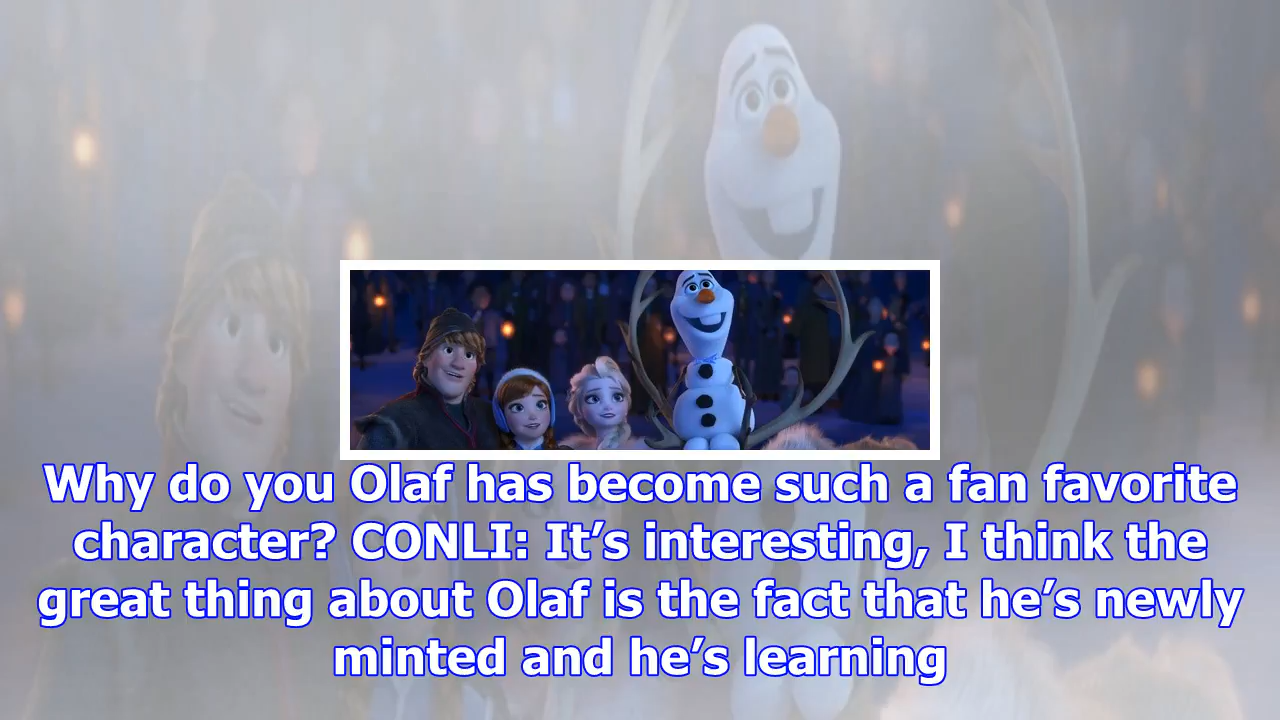 Why do you Olaf has become such a fan favorite
character? CONLI: It’s interesting, I think the
great thing about Olaf is the fact that he’s newly
minted and he’s learning